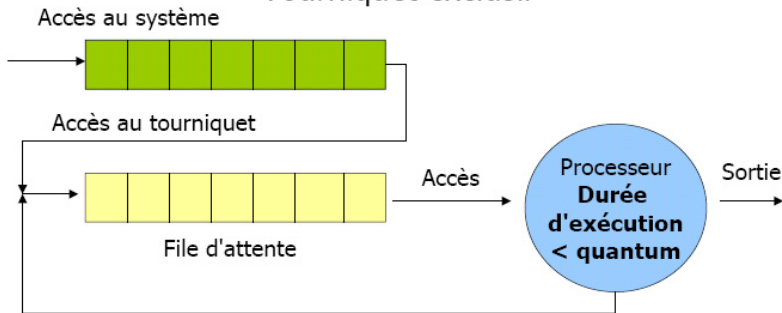 Accès au système
Accès au tourniquet
Accès
File d'attente
Processeur
Durée
d'exécution
< quantum
Sortie